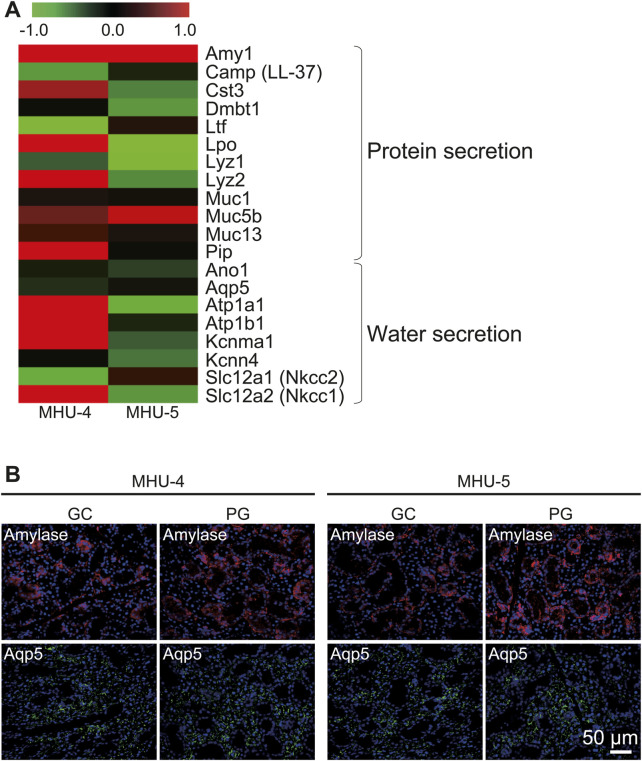 A
-1.0 0.0 1.0
Amy1
Camp (LL-37)
Cst3
Dmbt1
Ltf
Lpo
Lyz1
Lyz2
Muc1
Muc5b
Muc13
Pip
Protein secretion
Ano1
Aqp5
Atp1a1
Atp1b1
Kcnma1
Kcnn4
Slc12a1 (Nkcc2)
Slc12a2 (Nkcc1)
Water secretion
MHU-4 MHU-5
B
MHU-4 MHU-5
GC PG GC PG
Amylase Amylase Amylase Amylase
Aqp5 Aqp5 Aqp5 Aqp5
50 µm